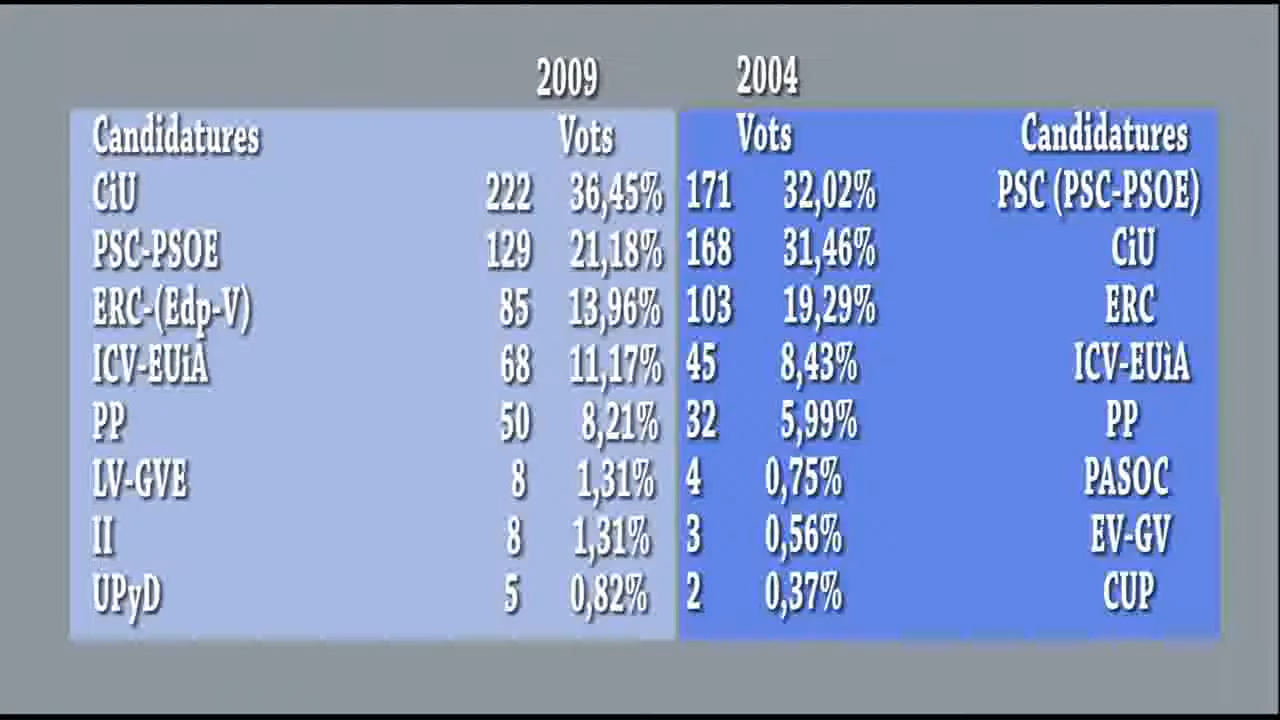 2009 2004
Candidatures Vots Vots Candidatures
CiU 222 36,45% 171 32,02% PSC (PSC-PSOE)
PSC-PSOE 129 21,18% 168 31,46% CiU
ERC-(Edp-V) 85 13,96% 103 19,29% ERC
ICV-EUiA 68 11,17% 45 8,43% ICV-EUìA
PP 50 8,21% 32 5,99% PP
LV-GVE 8 1,31% 4 0,75% PASOC
II 8 1,31% 3 0,56% EV-GV
UPyD 5 0,82% 2 0,37% CUP